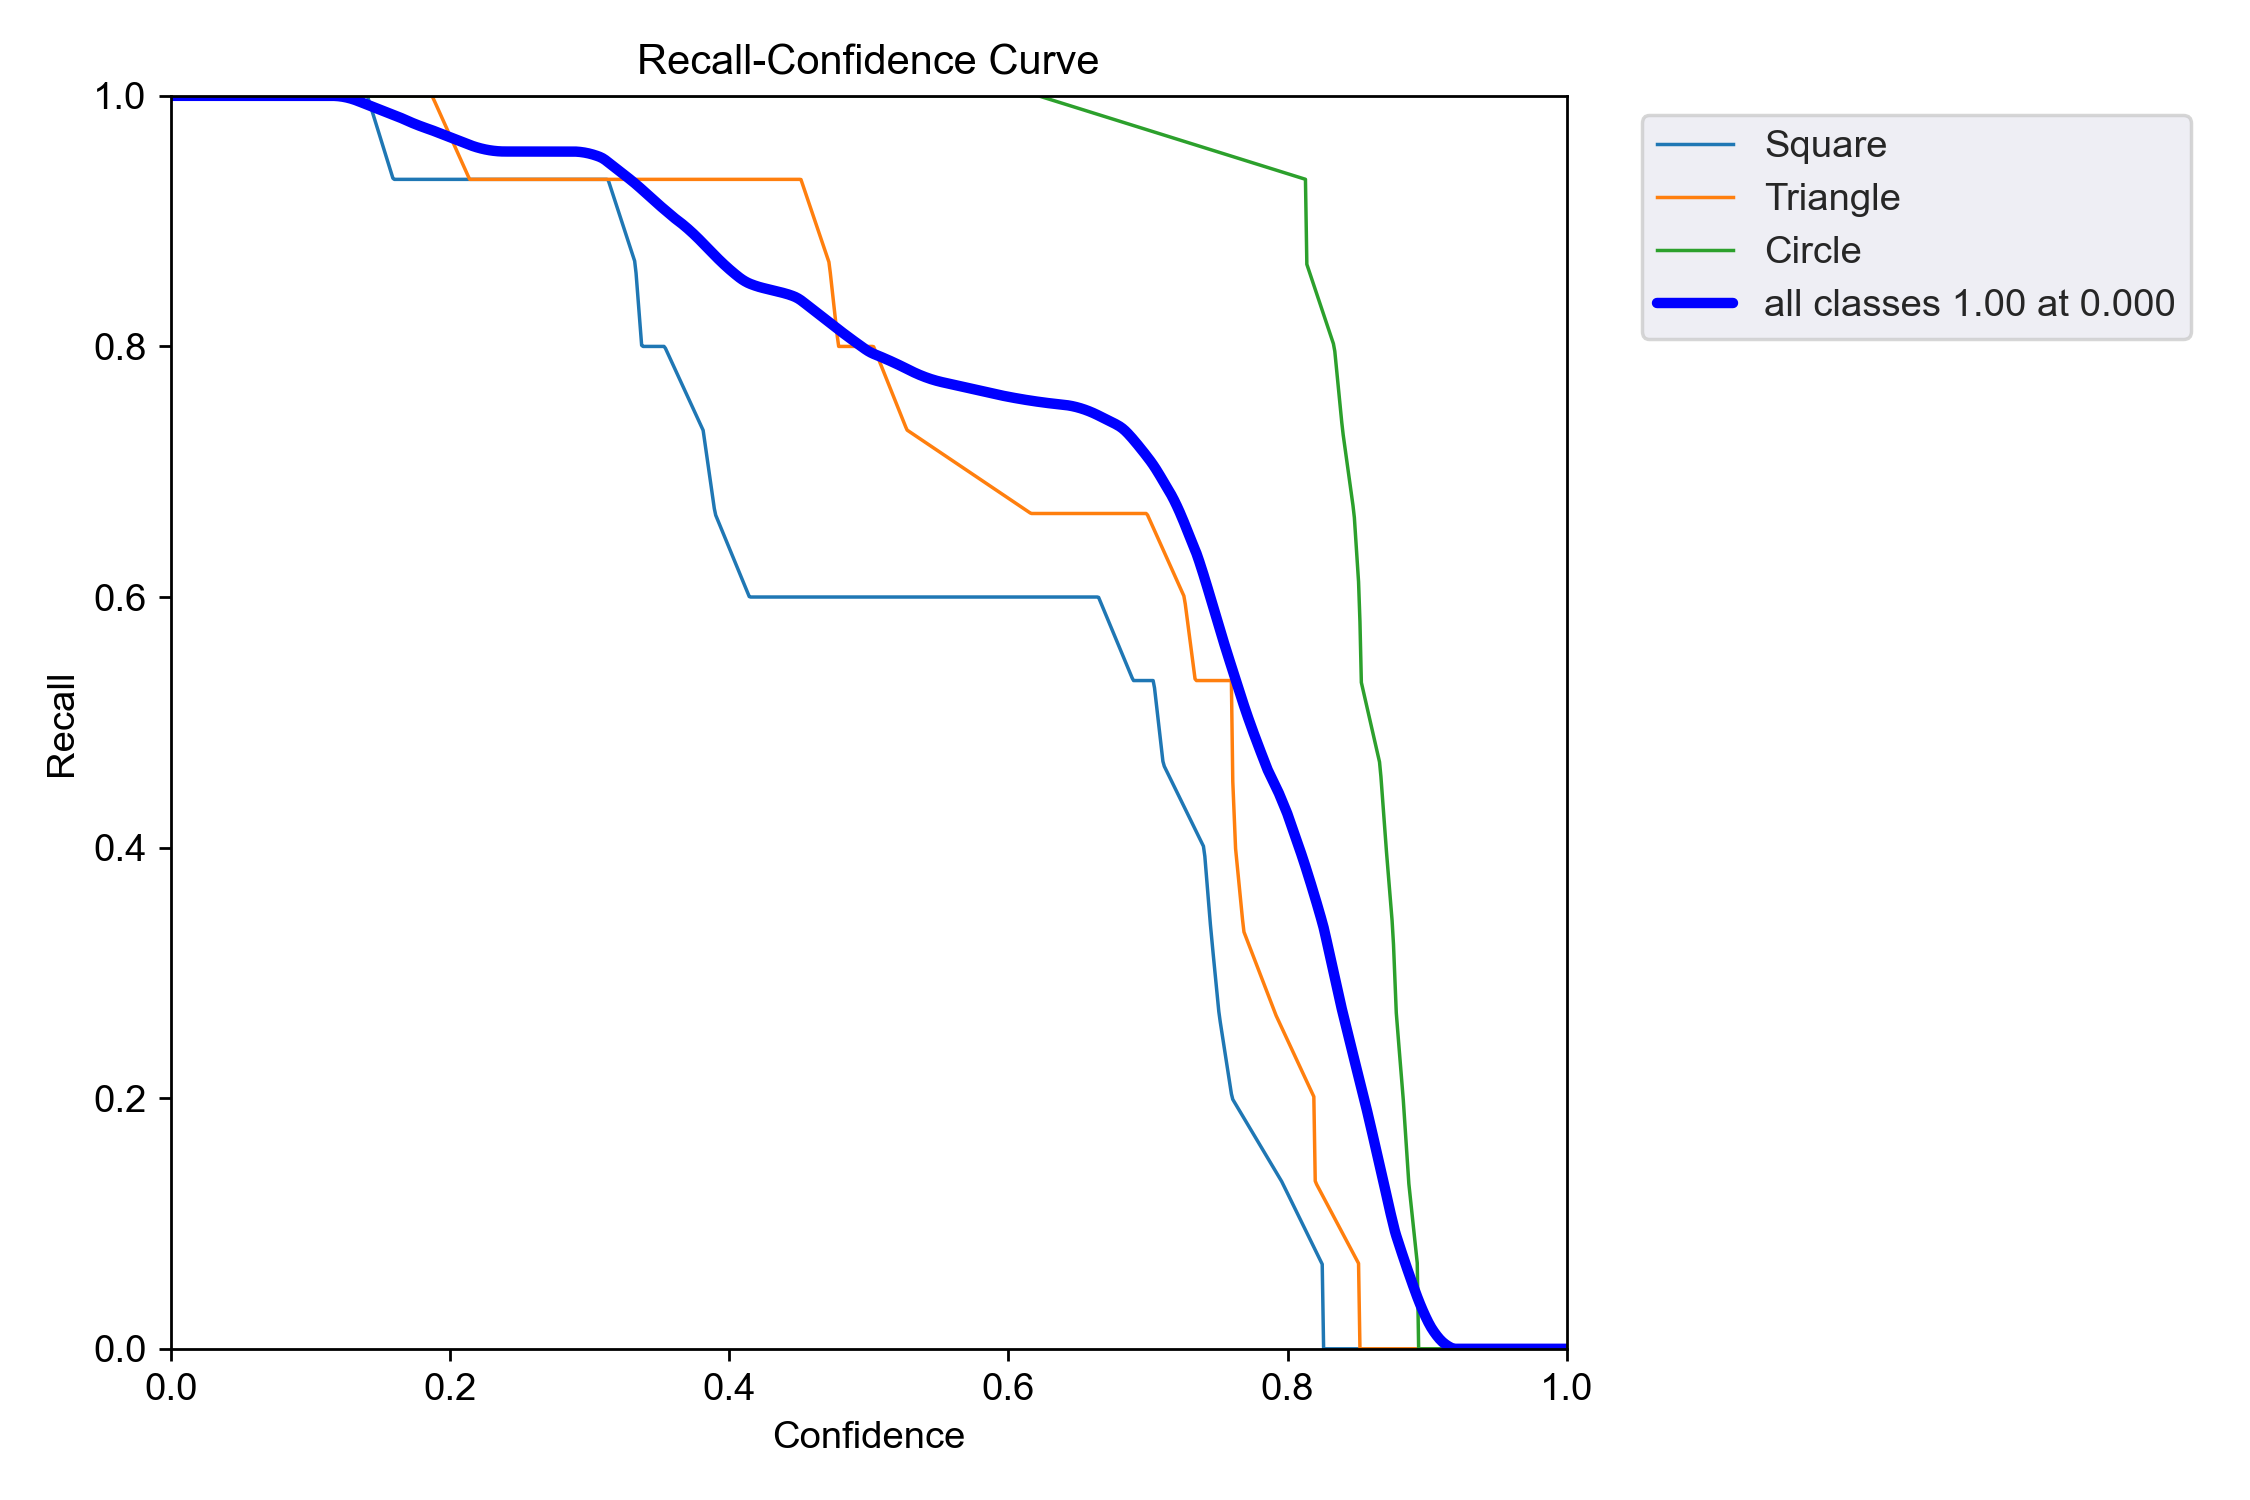 Recall-Confidence Curve
1.0
0.8
0.6
0.4
0.2
0.0
Recall
0.0 0.2 0.4 0.6 0.8 1.0
Confidence
Square
Triangle
Circle
all classes 1.00 at 0.000